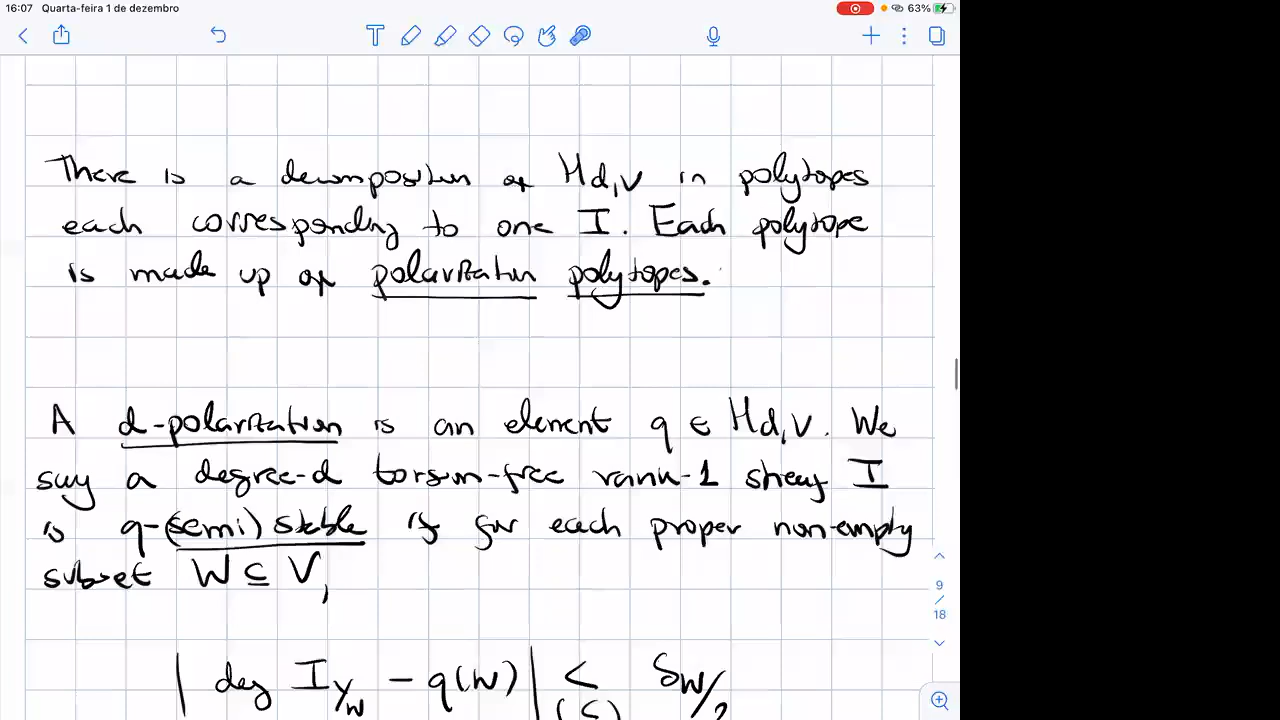 16:07 Quarta-feira 1 de dezembro 63%
There is a decomposition of H_{d,V} in polytopes
each corresponding to one I. Each polytope
is made up of polarization polytopes.
A d-polarization is an element q ∈ H_{d,V}. We
say a degree-d torsion-free rank-1 sheaf I
is q-(semi)stable if for each proper non-empty
subset W ⊆ V,
9
/
18
| deg I_{Y_W} - q(W) | < δ_W/2
(≤)